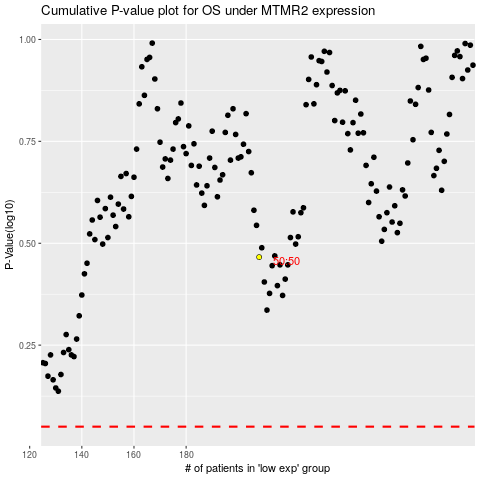 Cumulative P-value plot for OS under MTMR2 expression
P-Value(log10)
1.00
0.75
0.50
0.25
50:50
120 140 160 180
# of patients in 'low exp' group